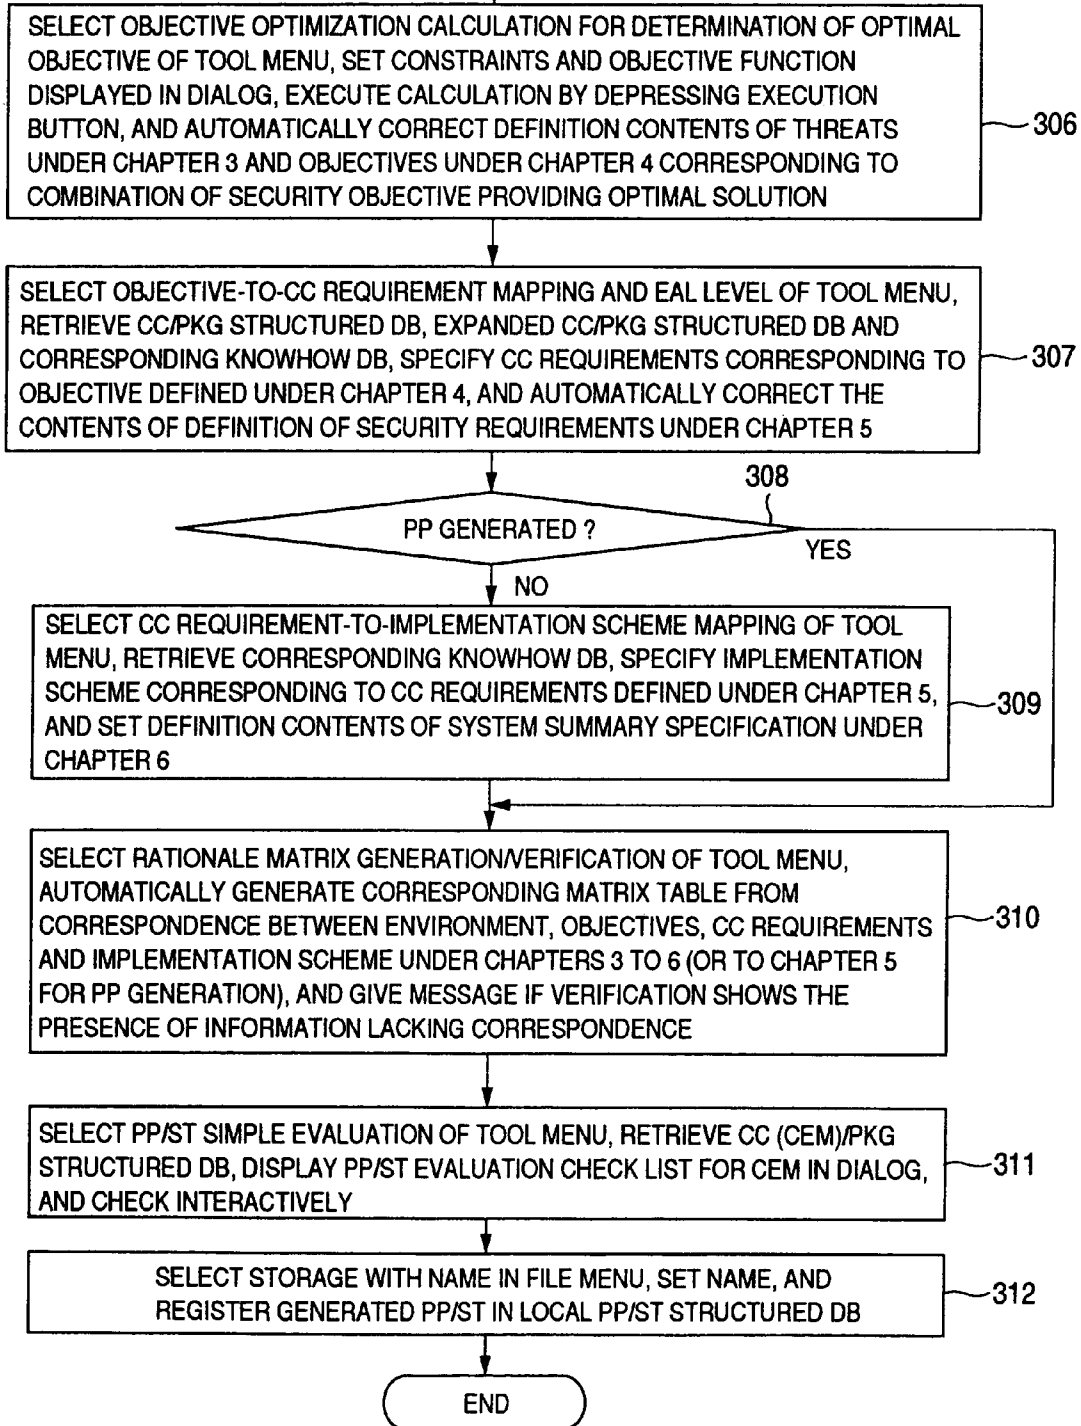 SELECT OBJECTIVE OPTIMIZATION CALCULATION FOR DETERMINATION OF OPTIMAL
OBJECTIVE OF TOOL MENU, SET CONSTRAINTS AND OBJECTIVE FUNCTION
DISPLAYED IN DIALOG, EXECUTE CALCULATION BY DEPRESSING EXECUTION
BUTTON, AND AUTOMATICALLY CORRECT DEFINITION CONTENTS OF THREATS
UNDER CHAPTER 3 AND OBJECTIVES UNDER CHAPTER 4 CORRESPONDING TO
COMBINATION OF SECURITY OBJECTIVE PROVIDING OPTIMAL SOLUTION
306
SELECT OBJECTIVE-TO-CC REQUIREMENT MAPPING AND EAL LEVEL OF TOOL MENU,
RETRIEVE CC/PKG STRUCTURED DB, EXPANDED CC/PKG STRUCTURED DB AND
CORRESPONDING KNOWHOW DB, SPECIFY CC REQUIREMENTS CORRESPONDING TO
OBJECTIVE DEFINED UNDER CHAPTER 4, AND AUTOMATICALLY CORRECT THE
CONTENTS OF DEFINITION OF SECURITY REQUIREMENTS UNDER CHAPTER 5
307
308
PP GENERATED ?
YES
NO
SELECT CC REQUIREMENT-TO-IMPLEMENTATION SCHEME MAPPING OF TOOL
MENU, RETRIEVE CORRESPONDING KNOWHOW DB, SPECIFY IMPLEMENTATION
SCHEME CORRESPONDING TO CC REQUIREMENTS DEFINED UNDER CHAPTER 5,
AND SET DEFINITION CONTENTS OF SYSTEM SUMMARY SPECIFICATION UNDER
CHAPTER 6
309
SELECT RATIONALE MATRIX GENERATION/VERIFICATION OF TOOL MENU,
AUTOMATICALLY GENERATE CORRESPONDING MATRIX TABLE FROM
CORRESPONDENCE BETWEEN ENVIRONMENT, OBJECTIVES, CC REQUIREMENTS
AND IMPLEMENTATION SCHEME UNDER CHAPTERS 3 TO 6 (OR TO CHAPTER 5
FOR PP GENERATION), AND GIVE MESSAGE IF VERIFICATION SHOWS THE
PRESENCE OF INFORMATION LACKING CORRESPONDENCE
310
SELECT PP/ST SIMPLE EVALUATION OF TOOL MENU, RETRIEVE CC (CEM)/PKG
STRUCTURED DB, DISPLAY PP/ST EVALUATION CHECK LIST FOR CEM IN DIALOG,
AND CHECK INTERACTIVELY
311
SELECT STORAGE WITH NAME IN FILE MENU, SET NAME, AND
REGISTER GENERATED PP/ST IN LOCAL PP/ST STRUCTURED DB
312
END